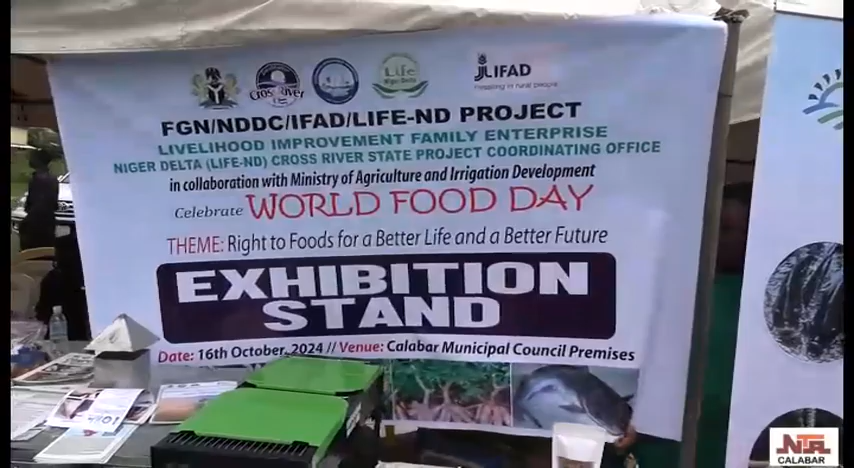 Cross River
Life
Niger Delta
JLIFAD
Investing in rural people
FGN/NDDC/IFAD/LIFE-ND PROJECT
LIVELIHOOD IMPROVEMENT FAMILY ENTERPRISE
NIGER DELTA (LIFE-ND) CROSS RIVER STATE PROJECT COORDINATING OFFICE
in collaboration with Ministry of Agriculture and Irrigation Development
Celebrate WORLD FOOD DAY
THEME: Right to Foods for a Better Life and a Better Future
EXHIBITION
STAND
Date: 16th October, 2024 // Venue: Calabar Municipal Council Premises
NTA
CALABAR